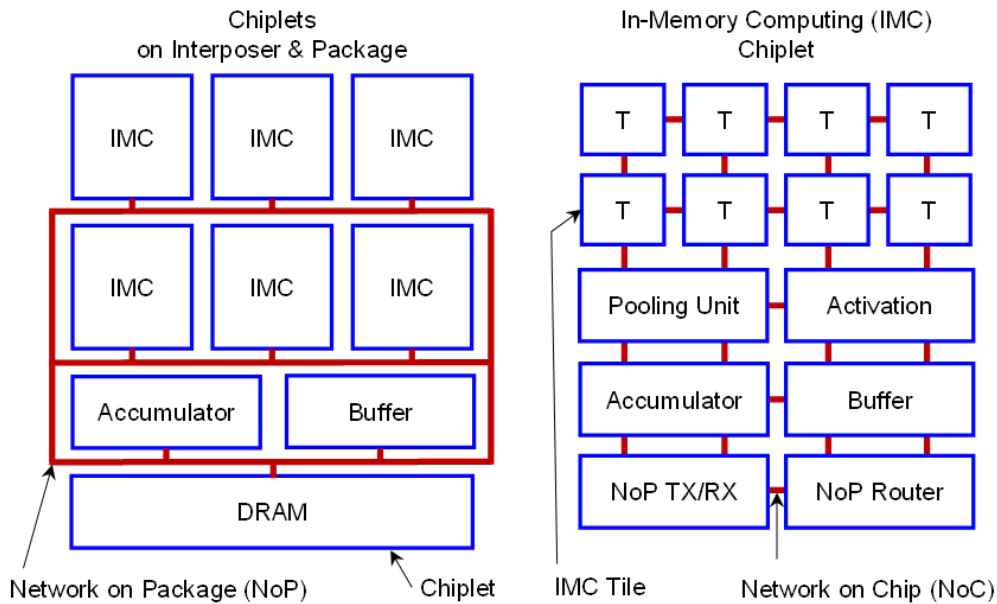 Chiplets
on Interposer & Package
IMC
IMC
IMC
IMC
IMC
IMC
Accumulator
Buffer
DRAM
Network on Package (NoP)
Chiplet
In-Memory Computing (IMC)
Chiplet
T
T
T
T
T
T
T
T
Pooling Unit
Activation
Accumulator
Buffer
NoP TX/RX
NoP Router
IMC Tile
Network on Chip (NoC)